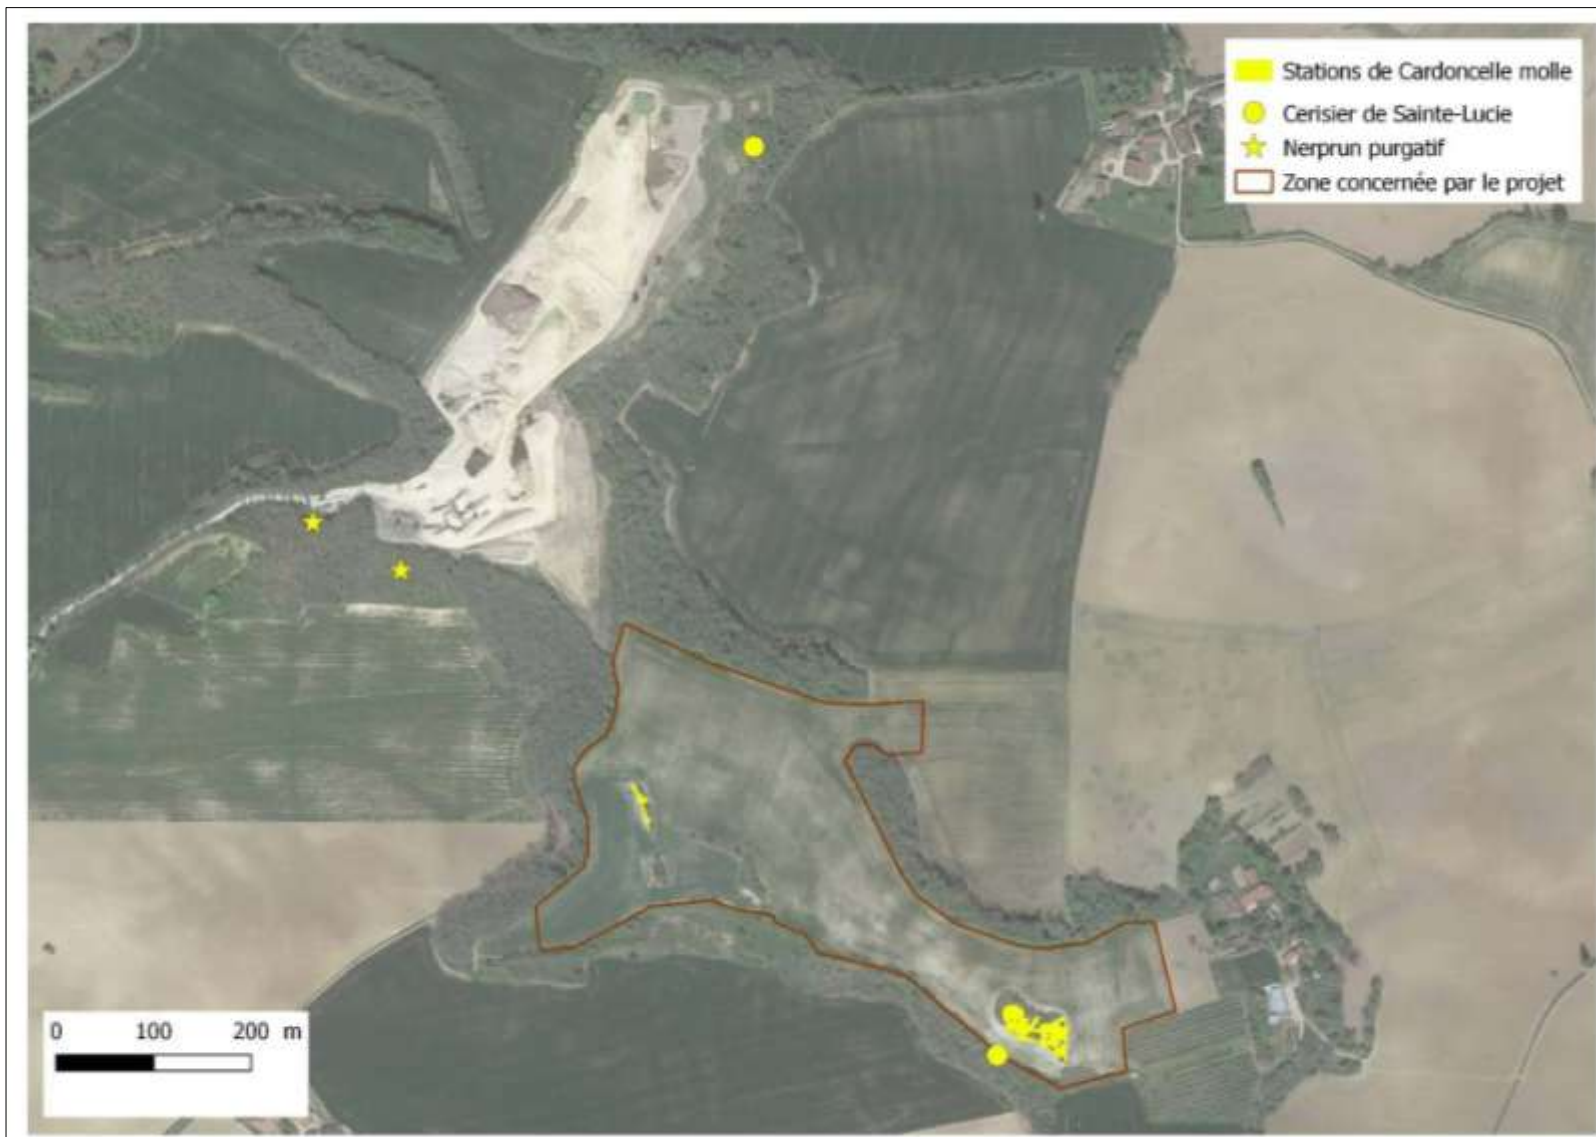 Stations de Cardoncelle molle
Cerisier de Sainte-Lucie
Nerprun purgatif
Zone concernée par le projet
0 100 200 m